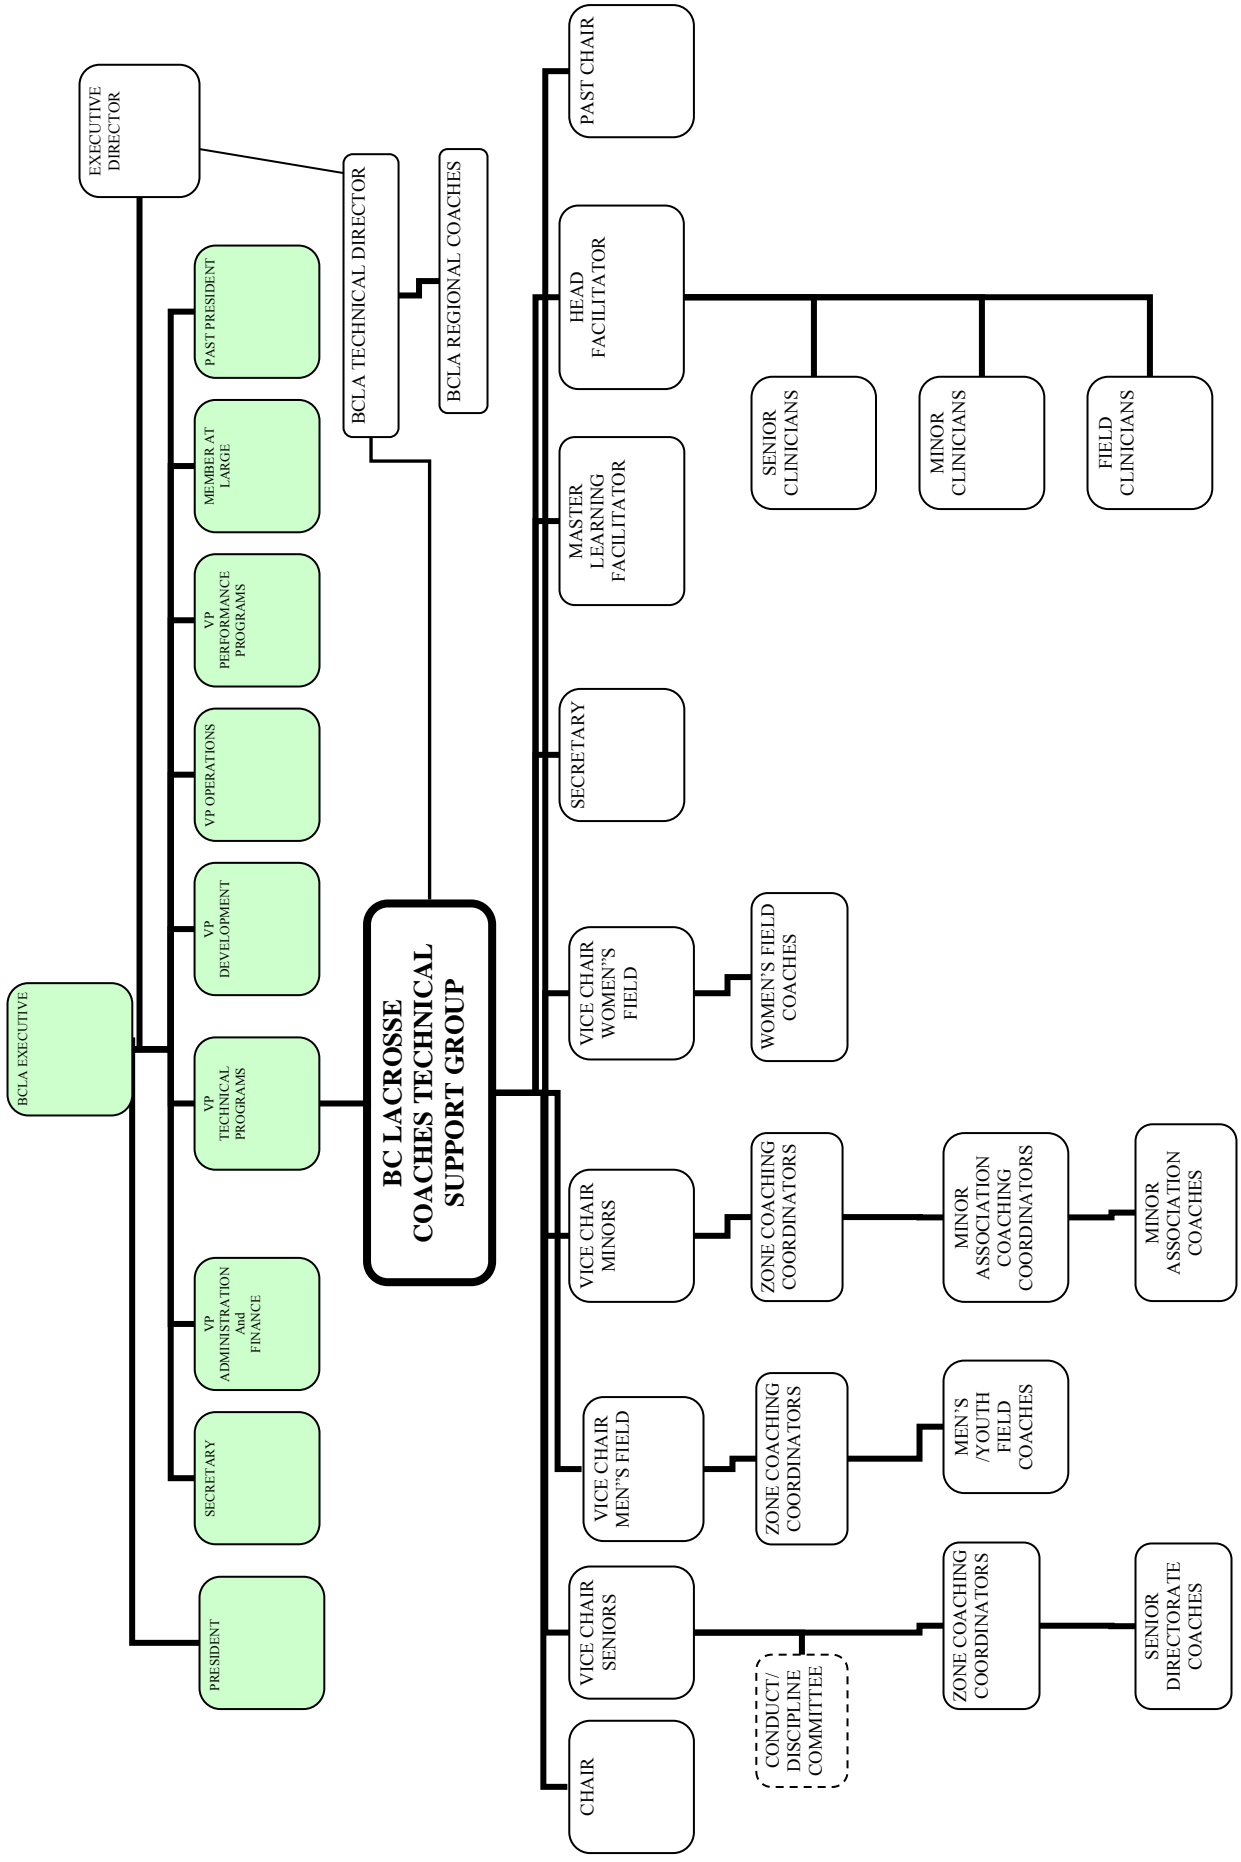 BCLA EXECUTIVE
EXECUTIVE
DIRECTOR
PRESIDENT
SECRETARY
VP
ADMINISTRATION
And
FINANCE
VP
TECHNICAL
PROGRAMS
VP
DEVELOPMENT
VP OPERATIONS
VP
PERFORMANCE
PROGRAMS
MEMBER AT
LARGE
PAST PRESIDENT
BCLA TECHNICAL DIRECTOR
BCLA REGIONAL COACHES
BC LACROSSE
COACHES TECHNICAL
SUPPORT GROUP
CHAIR
VICE CHAIR
SENIORS
VICE CHAIR
MEN"S FIELD
VICE CHAIR
MINORS
VICE CHAIR
WOMEN"S
FIELD
SECRETARY
MASTER
LEARNING
FACILITATOR
HEAD
FACILITATOR
PAST CHAIR
CONDUCT/
DISCIPLINE
COMMITTEE
ZONE COACHING
COORDINATORS
ZONE COACHING
COORDINATORS
WOMEN'S FIELD
COACHES
SENIOR
CLINICIANS
ZONE COACHING
COORDINATORS
MEN'S
/YOUTH
FIELD
COACHES
MINOR
ASSOCIATION
COACHING
COORDINATORS
MINOR
CLINICIANS
SENIOR
DIRECTORATE
COACHES
MINOR
ASSOCIATION
COACHES
FIELD
CLINICIANS